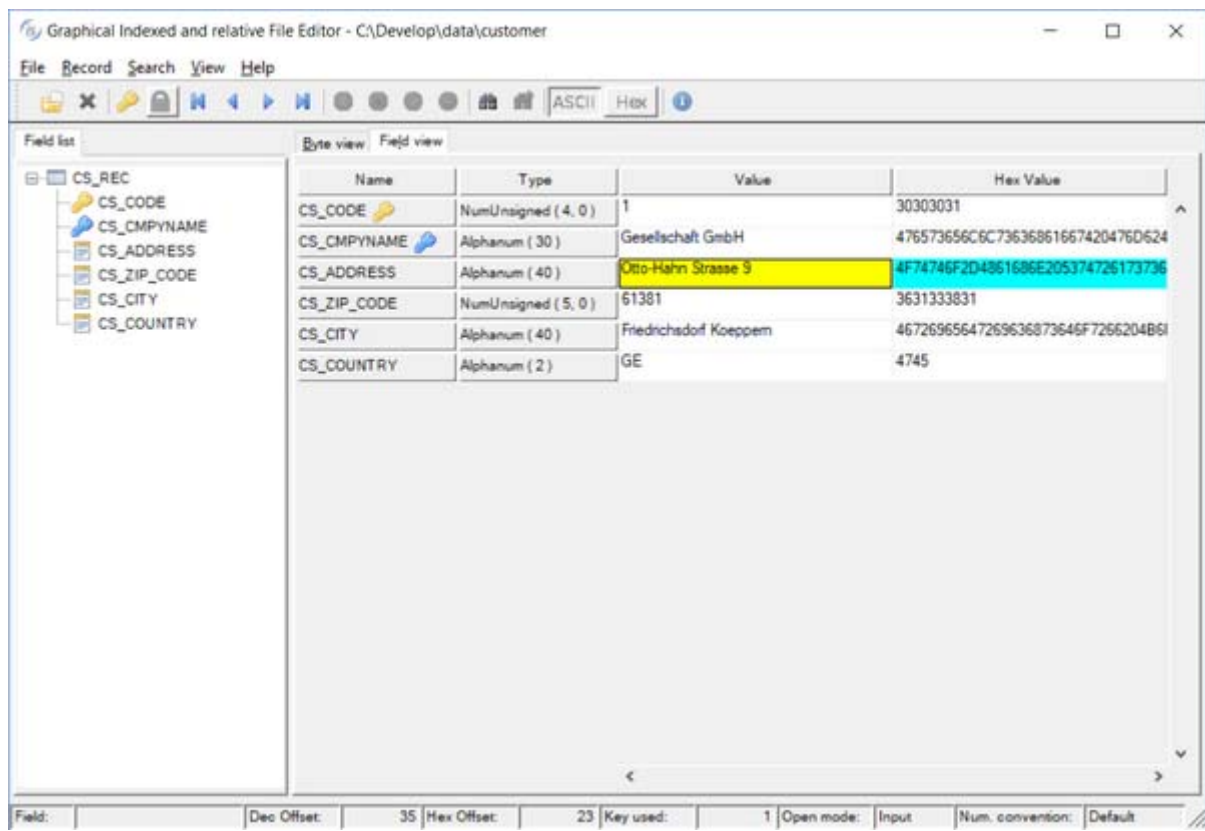 Graphical Indexed and relative File Editor - C:\Develop\data\customer
File Record Search View Help
ASCII Hex
Field list
Byte view Field view
CS_REC
CS_CODE
CS_CMPYNAME
CS_ADDRESS
CS_ZIP_CODE
CS_CITY
CS_COUNTRY
Name Type Value Hex Value
CS_CODE NumUnsigned ( 4, 0 ) 1 30303031
CS_CMPYNAME Alphanum ( 30 ) Gesellschaft GmbH 476573656C6C73636861667420476D624
CS_ADDRESS Alphanum ( 40 ) Otto-Hahn Strasse 9 4F74746F2D4861686E205374726173736
CS_ZIP_CODE NumUnsigned ( 5, 0 ) 61381 3631333831
CS_CITY Alphanum ( 40 ) Friedrichsdorf Koeppern
CS_COUNTRY Alphanum ( 2 ) GE 4745
Field: Dec Offset: 35 Hex Offset: 23 Key used: 1 Open mode: Input Num. convention: Default